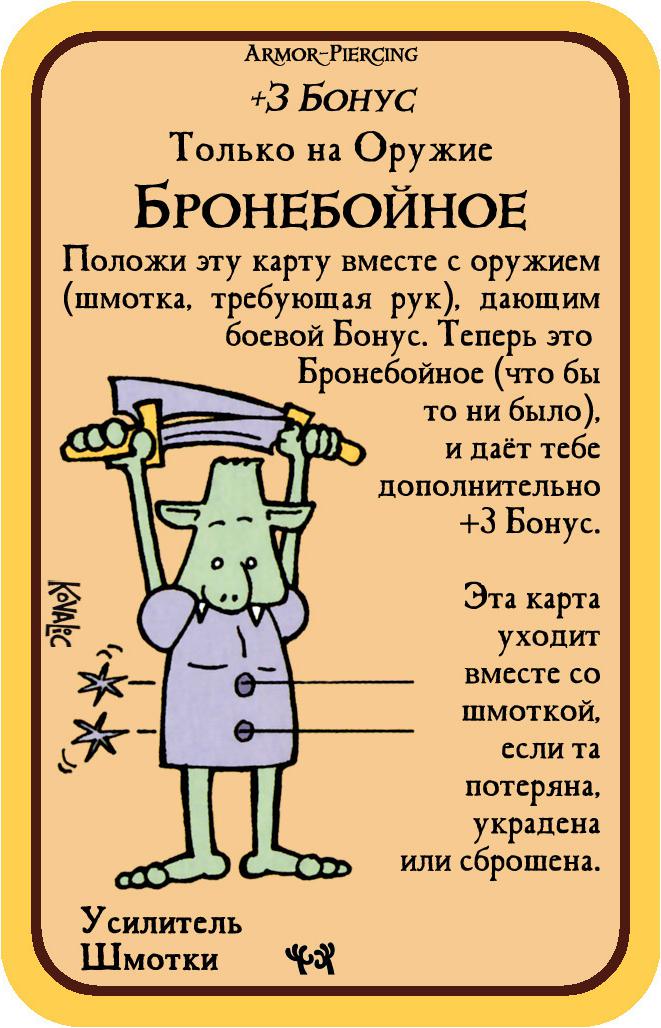 Armor-Piercing
+3 Бонус
Только на Оружие
Бронебойное
Положи эту карту вместе с оружием
(шмотка, требующая рук), дающим
боевой Бонус. Теперь это
Бронебойное (что бы
то ни было),
и даёт тебе
дополнительно
+3 Бонус.
Эта карта
уходит
вместе со
шмоткой,
если та
потеряна,
украдена
или сброшена.
Kovalic
Усилитель
Шмотки